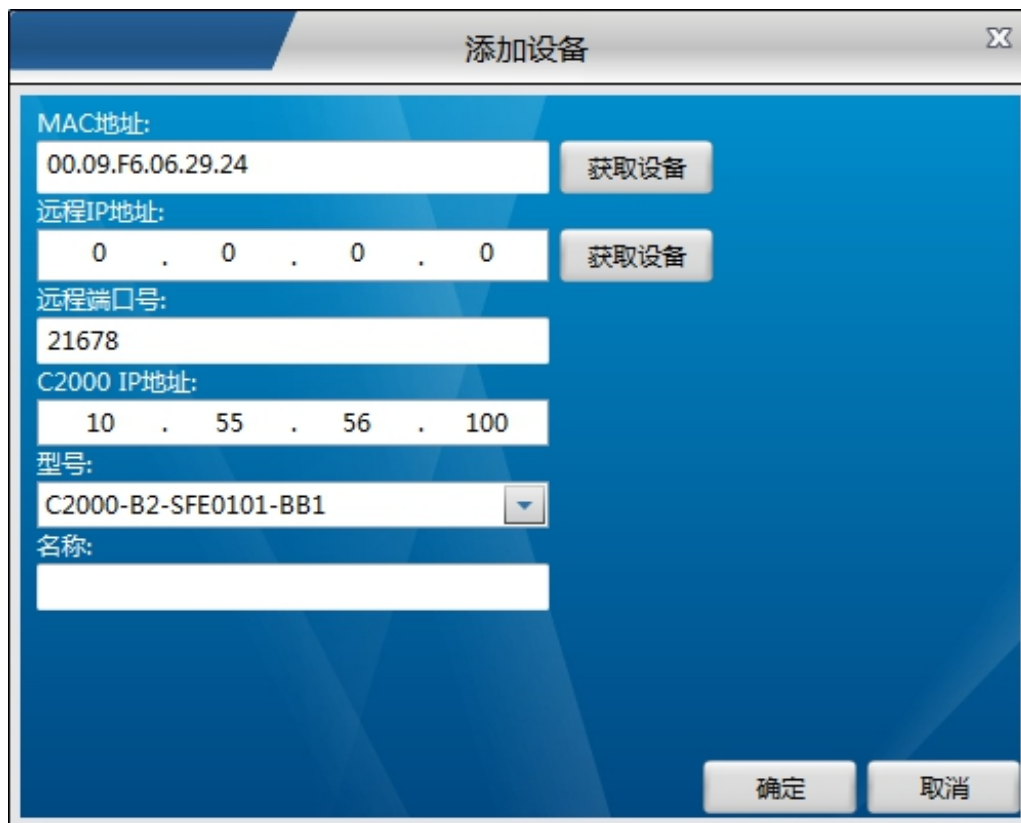 添加设备
MAC地址:
00.09.F6.06.29.24 获取设备
远程IP地址:
0 . 0 . 0 . 0 获取设备
远程端口号:
21678
C2000 IP地址:
10 . 55 . 56 . 100
型号:
C2000-B2-SFE0101-BB1
名称:
确定 取消